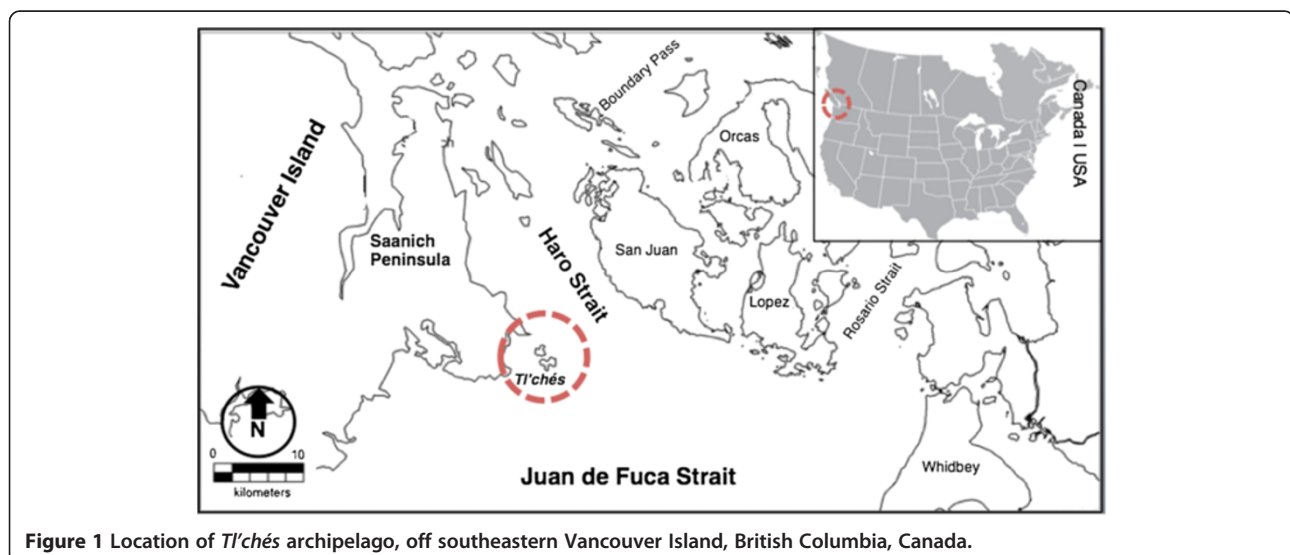 Boundary Pass
Canada | USA
Orcas
Vancouver Island
Saanich
Peninsula
Haro Strait
San Juan
Lopez
Rosario Strait
Tl'chés
N
0 10
kilometers
Juan de Fuca Strait
Whidbey
Figure 1 Location of Tl'chés archipelago, off southeastern Vancouver Island, British Columbia, Canada.